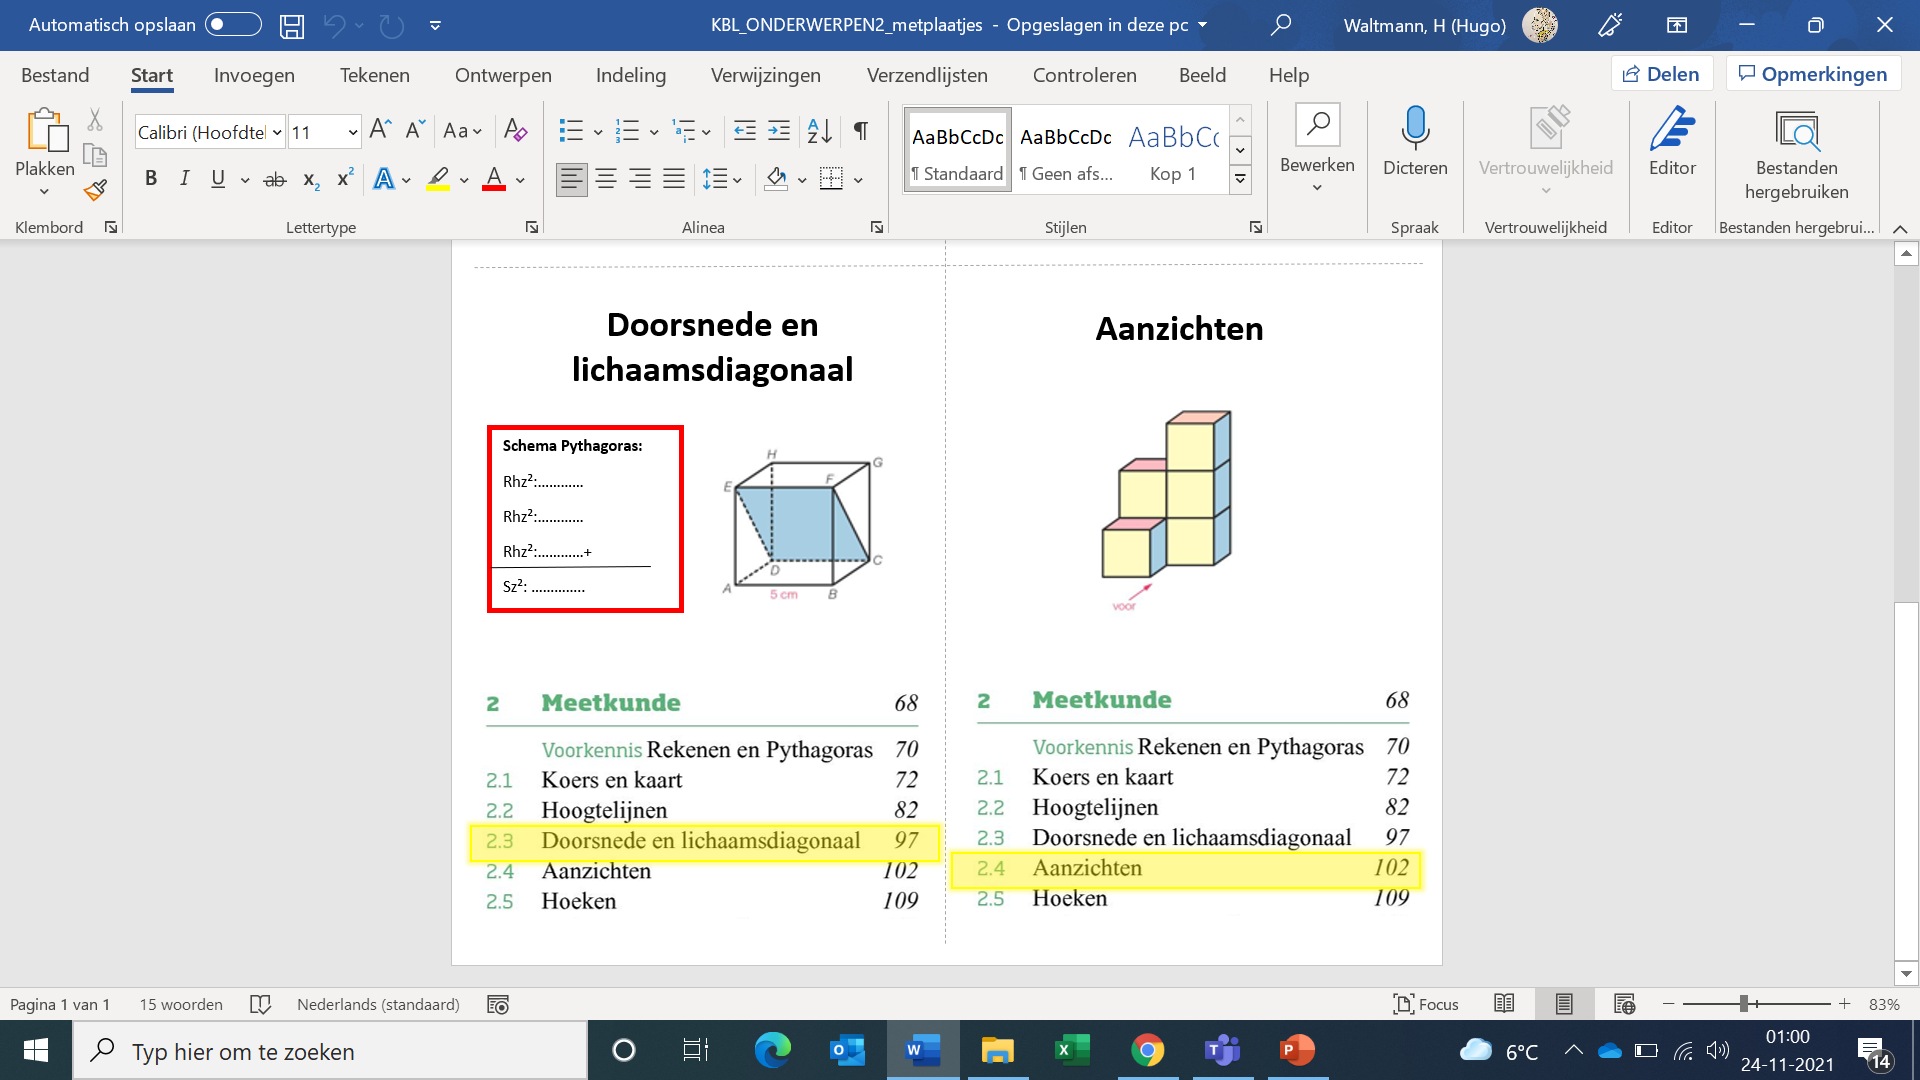 Automatisch opslaan
KBL_ONDERWERPEN2_metplaatjes - Opgeslagen in deze pc
Waltmann, H (Hugo)
Bestand Start Invoegen Tekenen Ontwerpen Indeling Verwijzingen Verzendlijsten Controleren Beeld Help
Delen Opmerkingen
Plakken
Klembord
Calibri (Hoofdtel 11
Lettertype
Alinea
AaBbCcDd AaBbCcDd AaBbCc
¶ Standaard ¶ Geen afs... Kop 1
Stijlen
Bewerken
Dicteren
Spraak
Vertrouwelijkheid
Vertrouwelijkheid
Editor
Editor
Bestanden
hergebruiken
Bestanden hergebrui...
Doorsnede en
lichaamsdiagonaal
Schema Pythagoras:
Rhz²:............
Rhz²:............
Rhz²:............+
Sz²: ..............
H G
E F
D C
A B
5 cm
2 Meetkunde 68
Voorkennis Rekenen en Pythagoras 70
2.1 Koers en kaart 72
2.2 Hoogtelijnen 82
2.3 Doorsnede en lichaamsdiagonaal 97
2.4 Aanzichten 102
2.5 Hoeken 109
Aanzichten
voor
2 Meetkunde 68
Voorkennis Rekenen en Pythagoras 70
2.1 Koers en kaart 72
2.2 Hoogtelijnen 82
2.3 Doorsnede en lichaamsdiagonaal 97
2.4 Aanzichten 102
2.5 Hoeken 109
Pagina 1 van 1 15 woorden Nederlands (standaard)
Focus
83%
Typ hier om te zoeken
6°C
01:00
24-11-2021
14